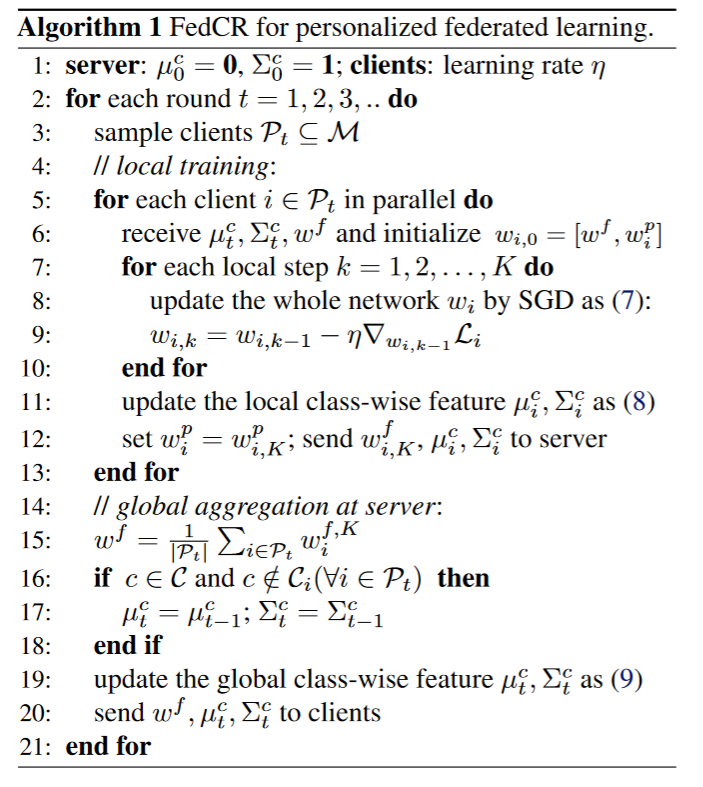 Algorithm 1 FedCR for personalized federated learning.
1: server: $\mu_0^c = \mathbf{0}$, $\Sigma_0^c = \mathbf{1}$; clients: learning rate $\eta$
2: for each round $t = 1, 2, 3, ..$ do
3: sample clients $\mathcal{P}_t \subseteq \mathcal{M}$
4: // local training:
5: for each client $i \in \mathcal{P}_t$ in parallel do
6: receive $\mu_t^c, \Sigma_t^c, w^f$ and initialize $w_{i,0} = [w^f, w_i^p]$
7: for each local step $k = 1, 2, \ldots, K$ do
8: update the whole network $w_i$ by SGD as (7):
9: $w_{i,k} = w_{i,k-1} - \eta \nabla_{w_{i,k-1}} \mathcal{L}_i$
10: end for
11: update the local class-wise feature $\mu_i^c, \Sigma_i^c$ as (8)
12: set $w_i^p = w_{i,K}^p$; send $w_{i,K}^f$, $\mu_i^c, \Sigma_i^c$ to server
13: end for
14: // global aggregation at server:
15: $w^f = \frac{1}{|\mathcal{P}_t|} \sum_{i \in \mathcal{P}_t} w_i^{f,K}$
16: if $c \in \mathcal{C}$ and $c \notin \mathcal{C}_i (\forall i \in \mathcal{P}_t)$ then
17: $\mu_t^c = \mu_{t-1}^c$; $\Sigma_t^c = \Sigma_{t-1}^c$
18: end if
19: update the global class-wise feature $\mu_t^c, \Sigma_t^c$ as (9)
20: send $w^f, \mu_t^c, \Sigma_t^c$ to clients
21: end for